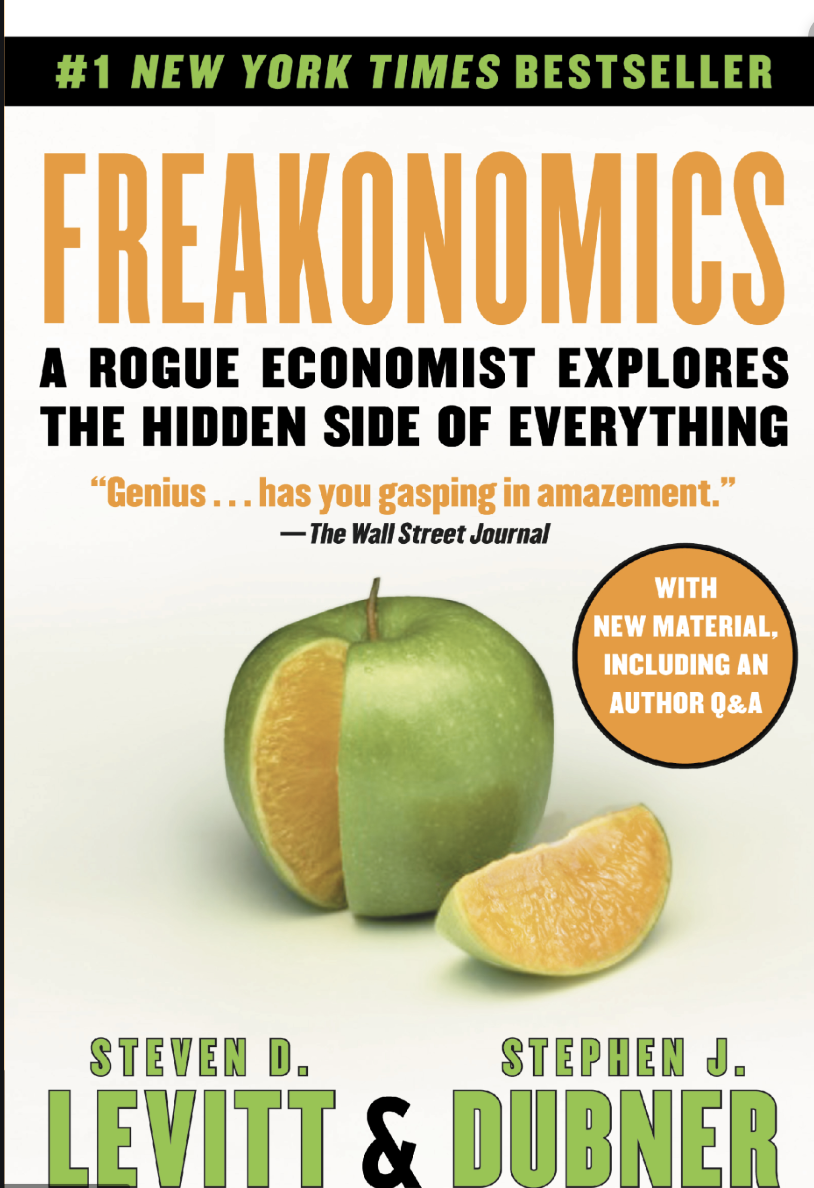 #1 NEW YORK TIMES BESTSELLER
FREAKONOMICS
A ROGUE ECONOMIST EXPLORES
THE HIDDEN SIDE OF EVERYTHING
“Genius . . . has you gasping in amazement.”
—The Wall Street Journal
WITH
NEW MATERIAL,
INCLUDING AN
AUTHOR Q&A
STEVEN D.
LEVITT
&
STEPHEN J.
DUBNER